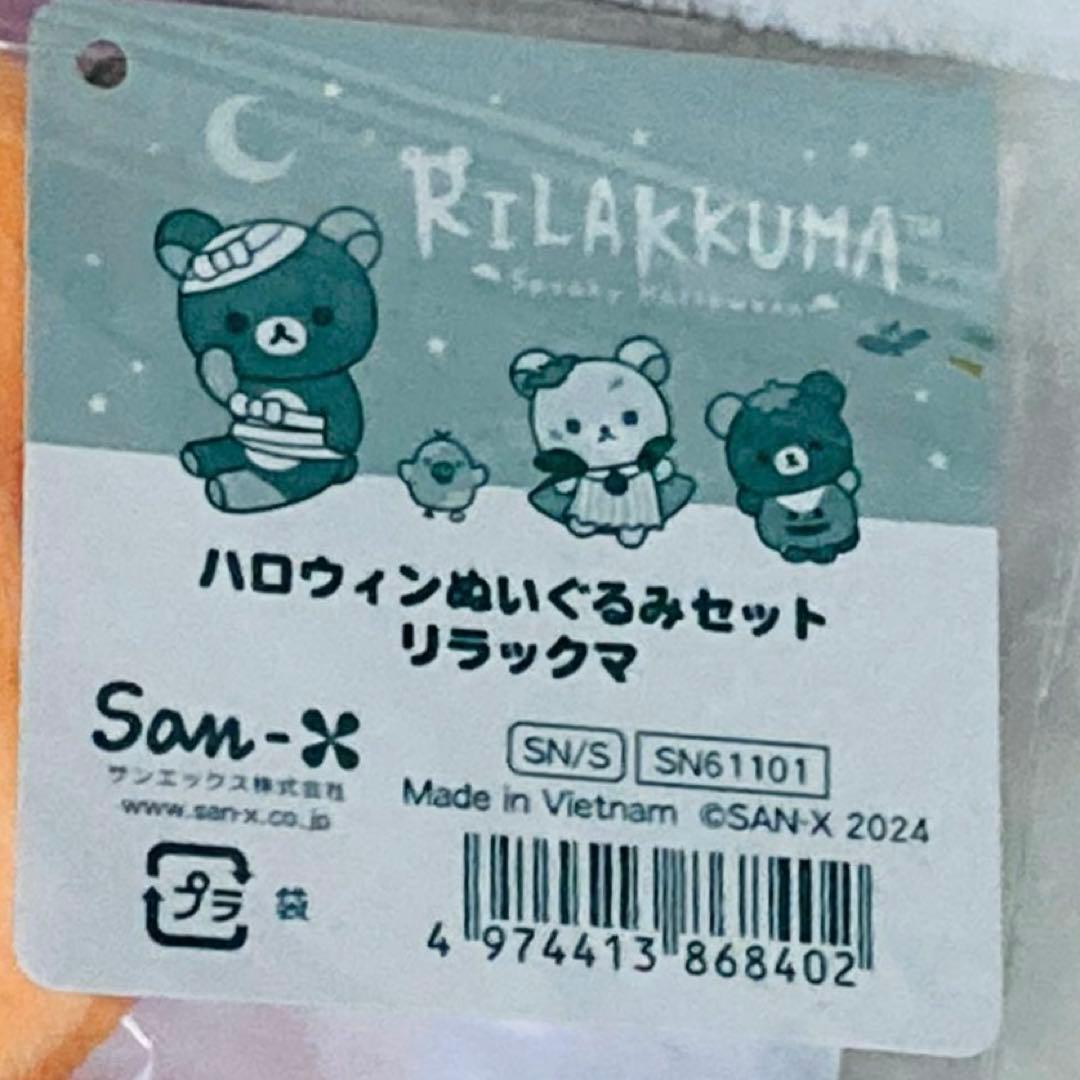 RILAKKUMA™
Spooky Halloween
ハロウィンぬいぐるみセット
リラックマ
San-X
サンエックス株式会社
www.san-x.co.jp
SN/S SN61101
Made in Vietnam ©SAN-X 2024
プラ 袋
4 974413 868402